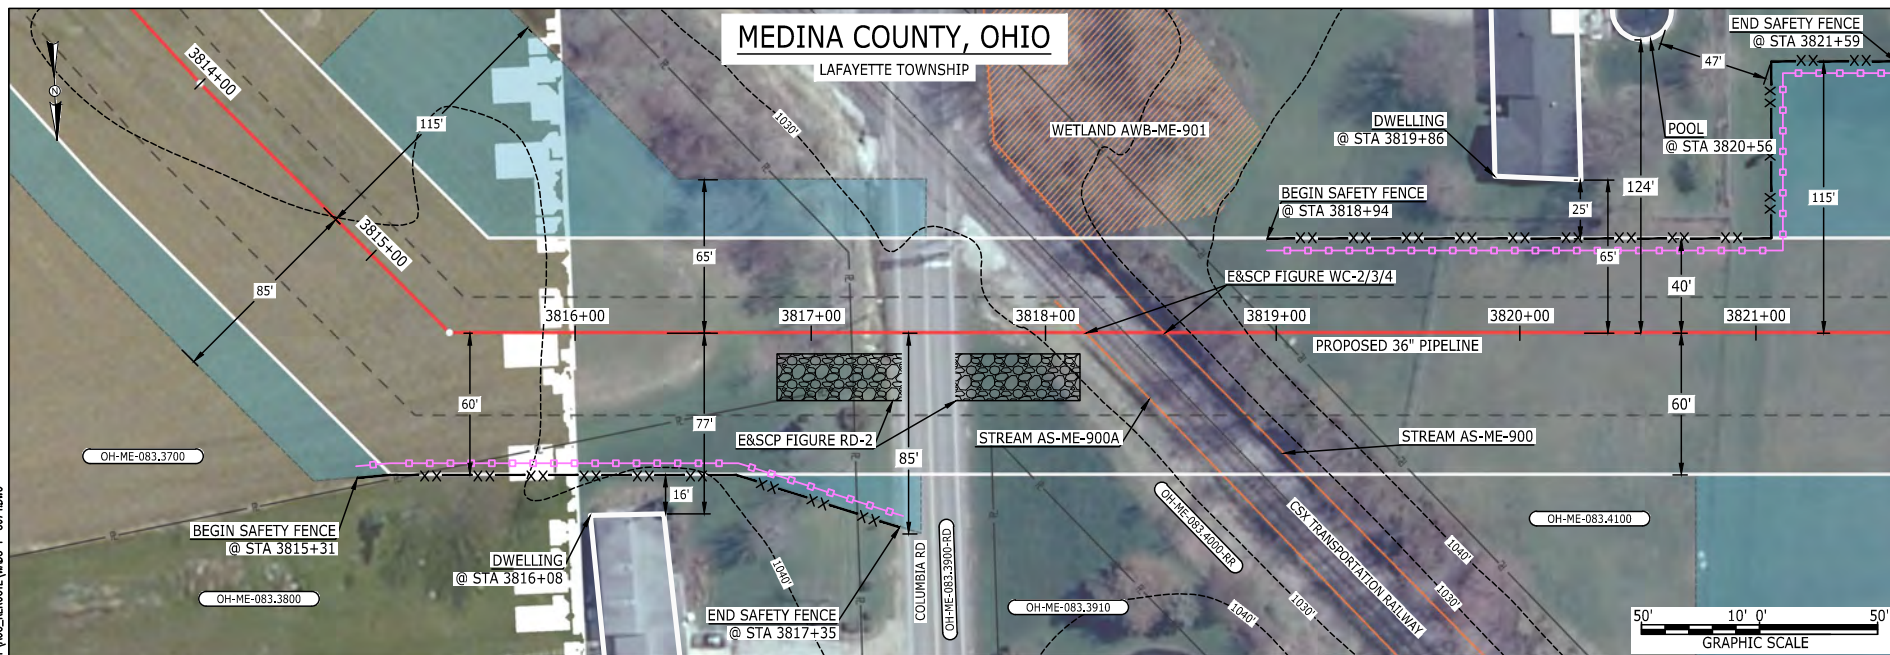 MEDINA COUNTY, OHIO
LAFAYETTE TOWNSHIP
END SAFETY FENCE
@ STA 3821+59
3814+00
115'
1030'
WETLAND AWB-ME-901
DWELLING
@ STA 3819+86
47'
POOL
@ STA 3820+56
N
BEGIN SAFETY FENCE
@ STA 3818+94
124'
115'
25'
3815+00
65'
65'
85'
E&SCP FIGURE WC-2/3/4
40'
3816+00
3817+00
3818+00
3819+00
3820+00
3821+00
PROPOSED 36" PIPELINE
60'
77'
60'
E&SCP FIGURE RD-2
STREAM AS-ME-900A
STREAM AS-ME-900
OH-ME-083.3700
85'
16'
BEGIN SAFETY FENCE
@ STA 3815+31
DWELLING
@ STA 3816+08
1040'
COLUMBIA RD
OH-ME-083.3900-RD
OH-ME-083.4000-RR
CSX TRANSPORTATION RAILWAY
OH-ME-083.4100
1040'
1030'
OH-ME-083.3800
END SAFETY FENCE
@ STA 3817+35
OH-ME-083.3910
1040'
1030'
50'
10'
0'
50'
GRAPHIC SCALE